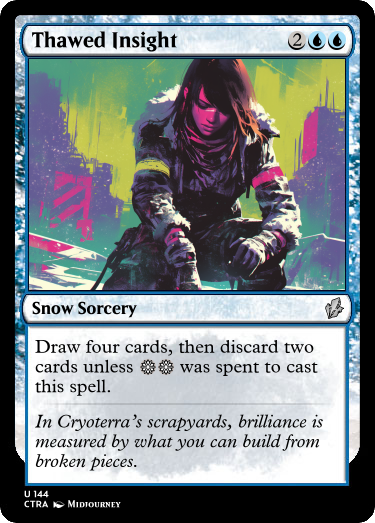 Thawed Insight 2
Snow Sorcery
Draw four cards, then discard two
cards unless was spent to cast
this spell.
In Cryoterra's scrapyards, brilliance is
measured by what you can build from
broken pieces.
U 144
CTRA Midjourney